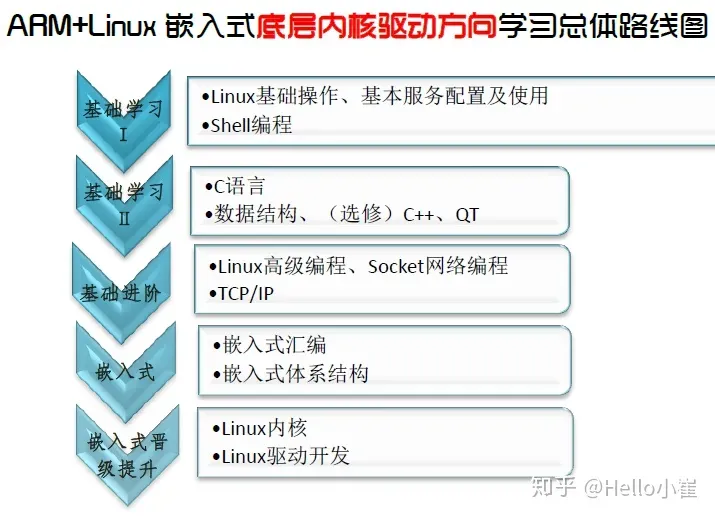 ARM+Linux 嵌入式底层内核驱动方向学习总体路线图
基础学习
I
•Linux基础操作、基本服务配置及使用
•Shell编程
基础学习
II
•C语言
•数据结构、（选修）C++、QT
基础进阶
•Linux高级编程、Socket网络编程
•TCP/IP
嵌入式
•嵌入式汇编
•嵌入式体系结构
嵌入式晋
级提升
•Linux内核
•Linux驱动开发
知乎 @Hello小崔